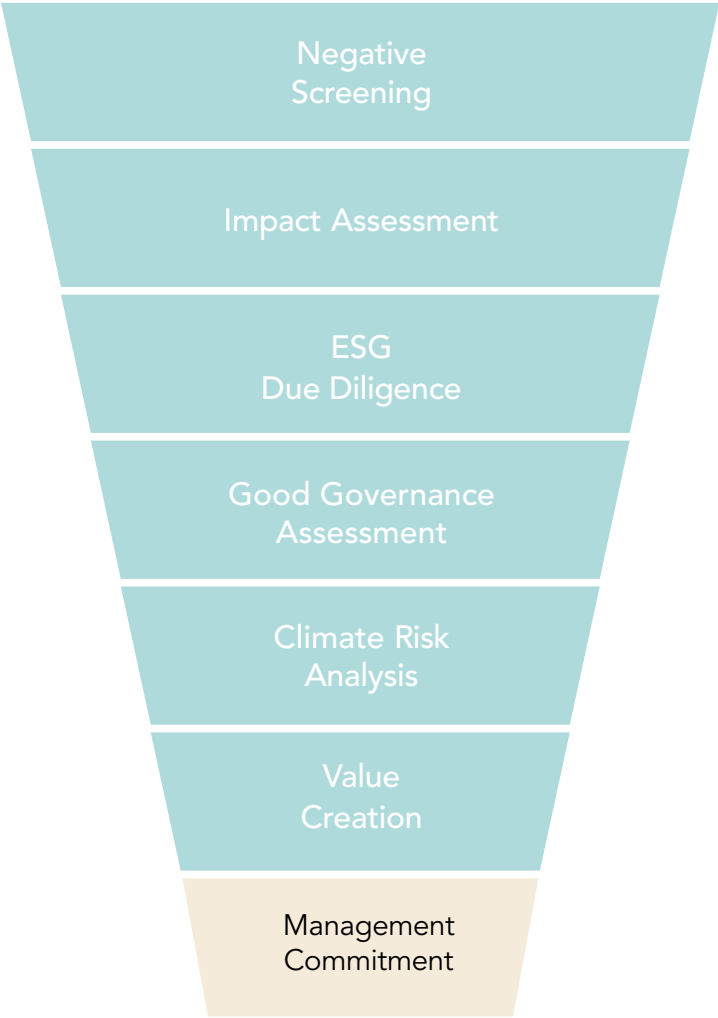 Negative
Screening
Impact Assessment
ESG
Due Diligence
Good Governance
Assessment
Climate Risk
Analysis
Value
Creation
Management
Commitment